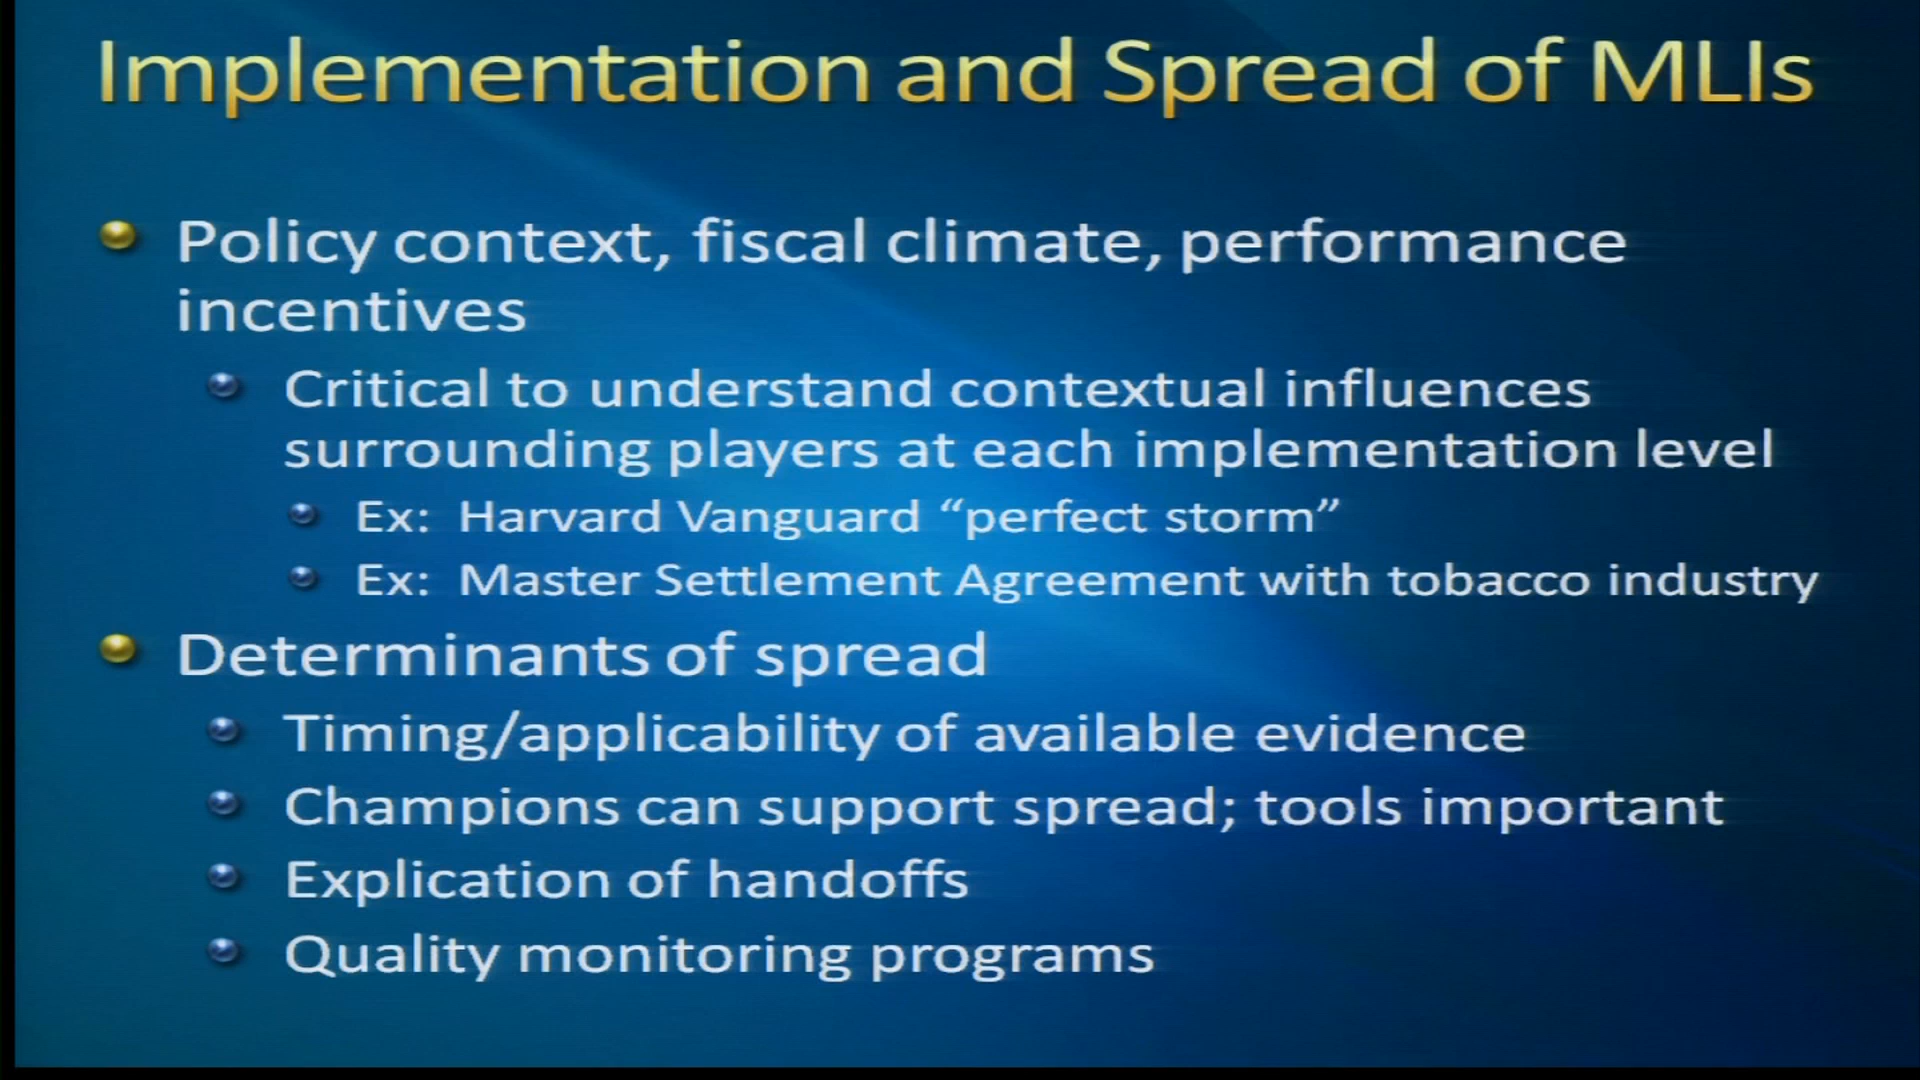 Implementation and Spread of MLIs
Policy context, fiscal climate, performance
incentives
Critical to understand contextual influences
surrounding players at each implementation level
Ex: Harvard Vanguard “perfect storm”
Ex: Master Settlement Agreement with tobacco industry
Determinants of spread
Timing/applicability of available evidence
Champions can support spread; tools important
Explication of handoffs
Quality monitoring programs